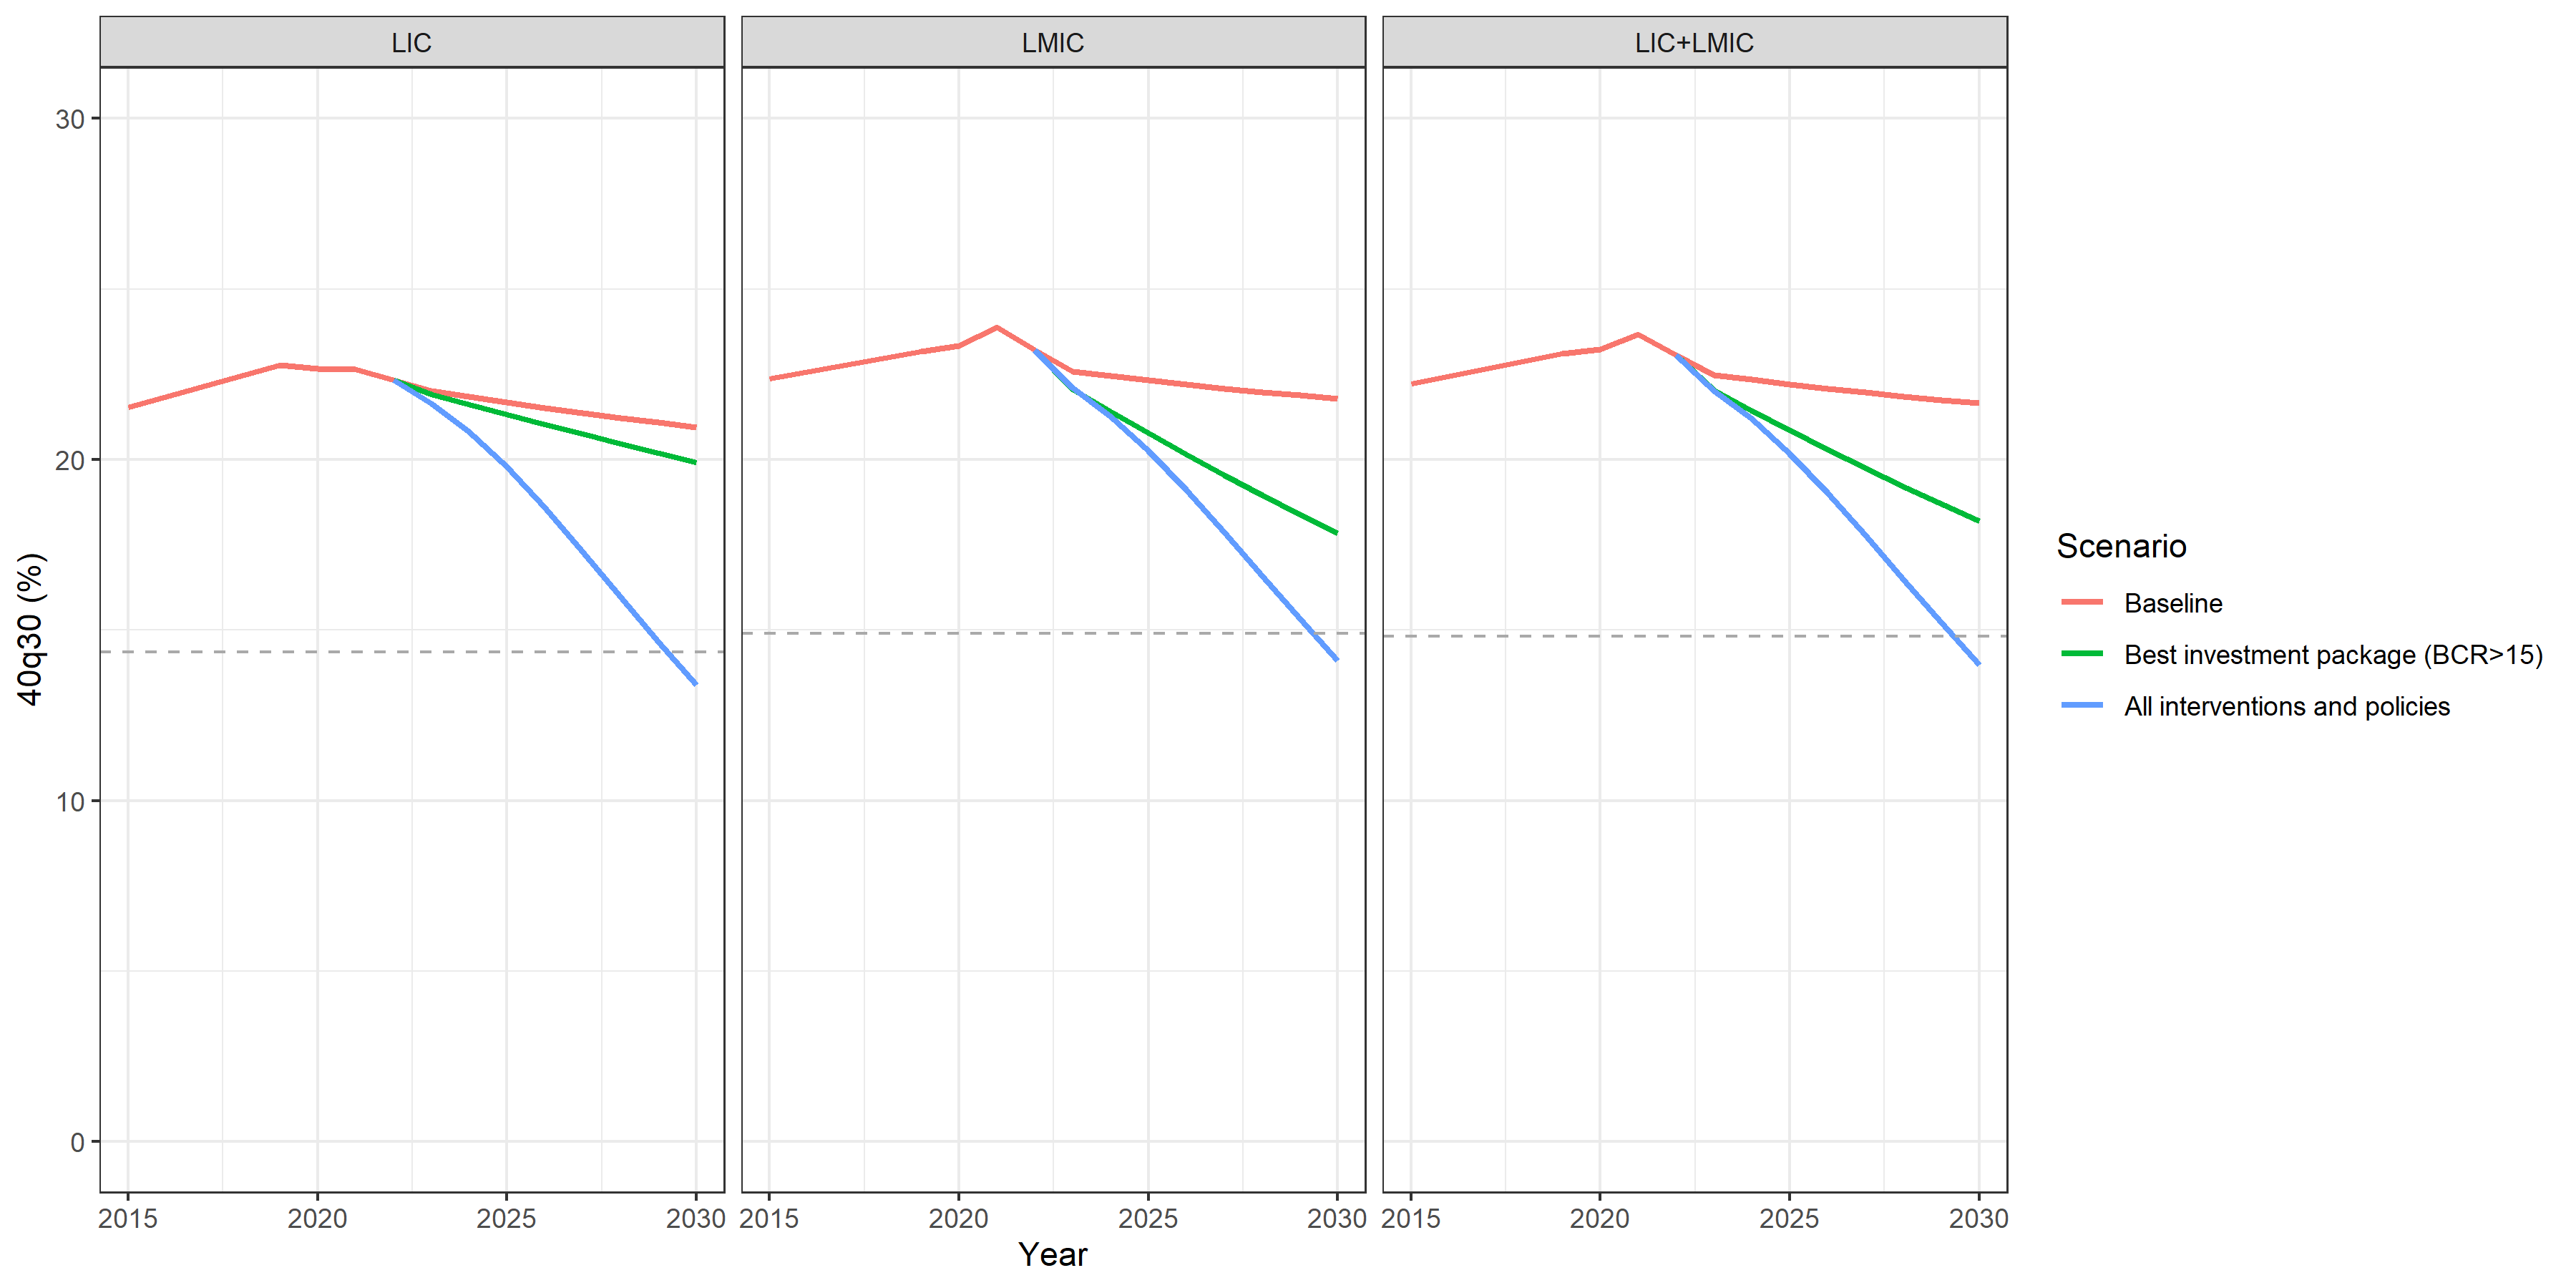 LIC
LMIC
LIC+LMIC
30
20
10
0
40q30 (%)
2015 2020 2025 2030
2015 2020 2025 2030
2015 2020 2025 2030
Year
Scenario
Baseline
Best investment package (BCR>15)
All interventions and policies